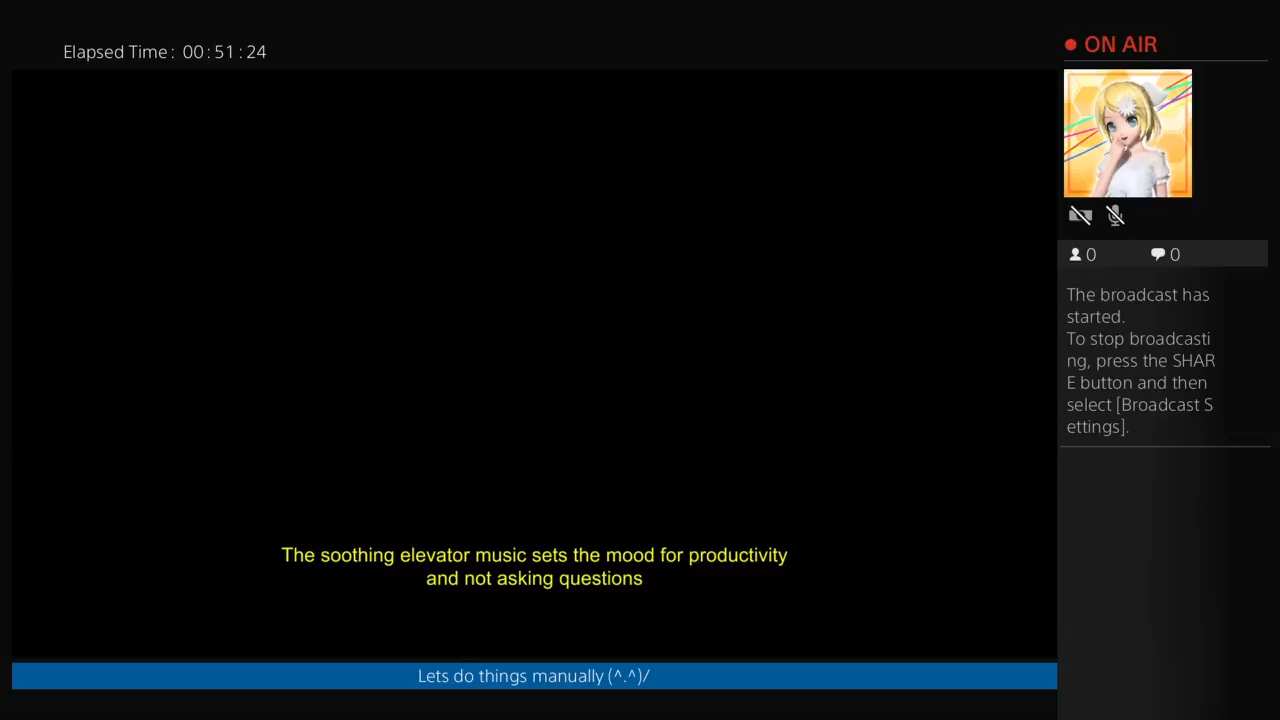 Elapsed Time: 00:51:24
ON AIR
0
0
The broadcast has
started.
To stop broadcasti
ng, press the SHAR
E button and then
select [Broadcast S
ettings].
The soothing elevator music sets the mood for productivity
and not asking questions
Lets do things manually (^.^)/